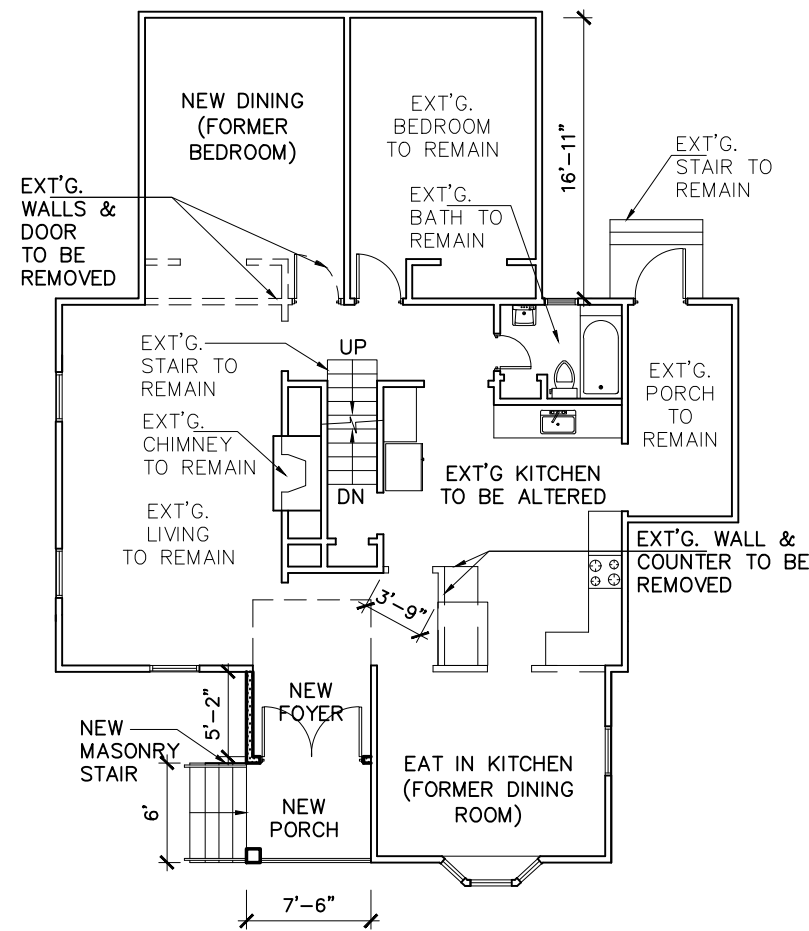 NEW DINING
(FORMER
BEDROOM)
EXT'G.
BEDROOM
TO REMAIN
16'-11"
EXT'G.
STAIR TO
REMAIN
EXT'G.
WALLS &
DOOR
TO BE
REMOVED
EXT'G.
BATH TO
REMAIN
EXT'G.
STAIR TO
REMAIN
UP
EXT'G.
PORCH
TO
REMAIN
EXT'G.
CHIMNEY
TO REMAIN
DN
EXT'G KITCHEN
TO BE ALTERED
EXT'G.
LIVING
TO REMAIN
EXT'G. WALL &
COUNTER TO BE
REMOVED
3'-9"
5'-2"
NEW
FOYER
NEW
MASONRY
STAIR
EAT IN KITCHEN
(FORMER DINING
ROOM)
6'
NEW
PORCH
7'-6"